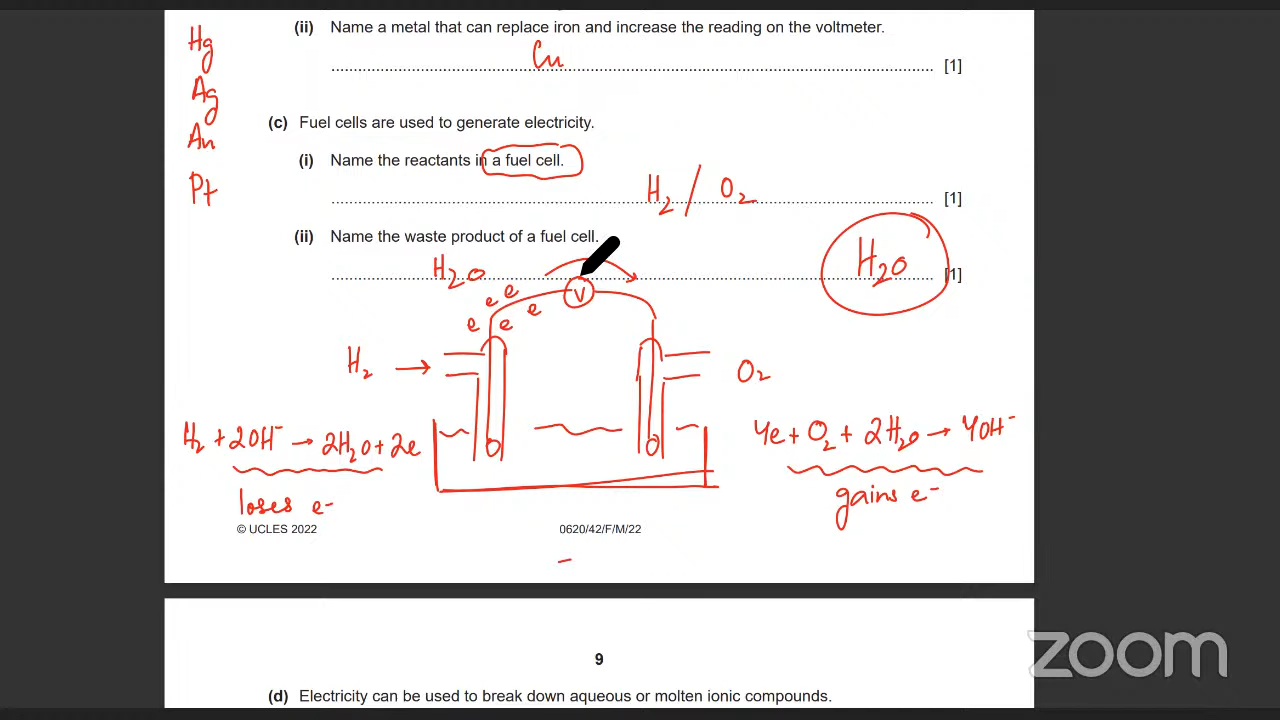 (ii) Name a metal that can replace iron and increase the reading on the voltmeter.
Hg
Cu
[1]
Ag
Au
(c) Fuel cells are used to generate electricity.
(i) Name the reactants in a fuel cell.
Pt
H2 / O2
[1]
(ii) Name the waste product of a fuel cell.
H2O
H2O
[1]
e e e e e
V
H2 →
O2
H2 + 2OH- → 2H2O + 2e
4e + O2 + 2H2O → 4OH-
loses e-
gains e-
© UCLES 2022
0620/42/F/M/22
9
zoom
(d) Electricity can be used to break down aqueous or molten ionic compounds.